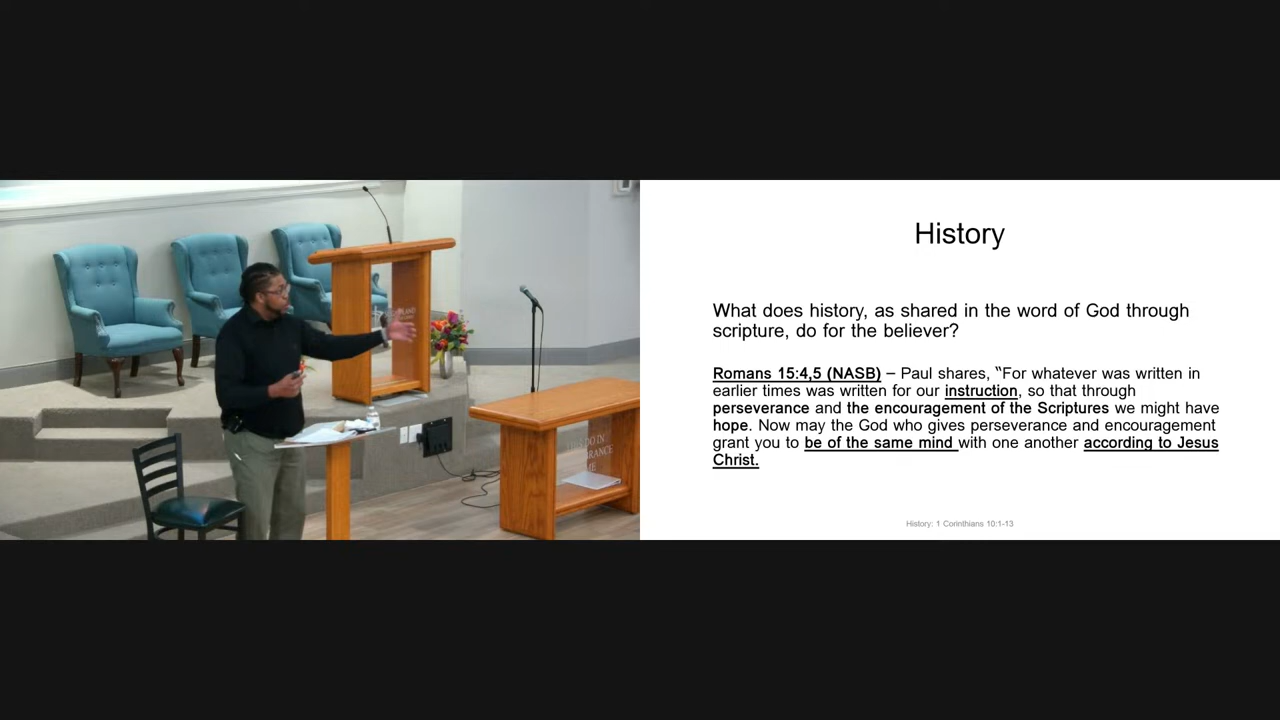 History
What does history, as shared in the word of God through
scripture, do for the believer?
Romans 15:4,5 (NASB) – Paul shares, “For whatever was written in
earlier times was written for our instruction, so that through
perseverance and the encouragement of the Scriptures we might have
hope. Now may the God who gives perseverance and encouragement
grant you to be of the same mind with one another according to Jesus
Christ.
History: 1 Corinthians 10:1-13